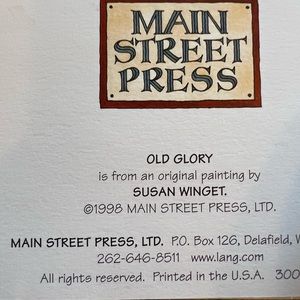 MAIN
STREET
PRESS
OLD GLORY
is from an original painting by
SUSAN WINGET.
©1998 MAIN STREET PRESS, LTD.
MAIN STREET PRESS, LTD. P.O. Box 126, Delafield, W
262-646-8511 www.lang.com
All rights reserved. Printed in the U.S.A. 300